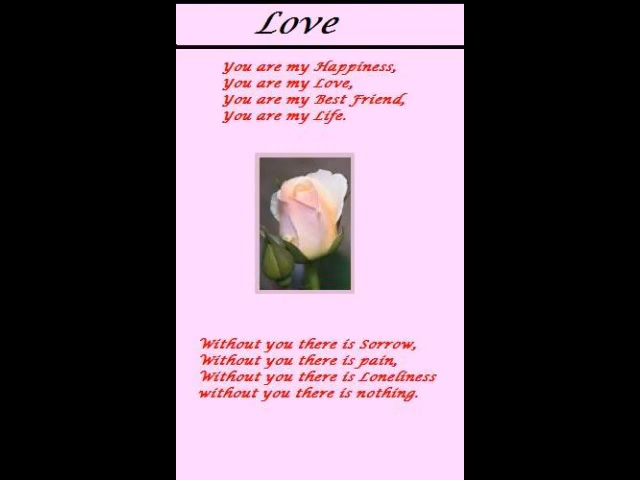 Love
You are my Happiness,
You are my Love,
You are my Best Friend,
You are my Life.
Without you there is Sorrow,
Without you there is pain,
Without you there is Loneliness
without you there is nothing.